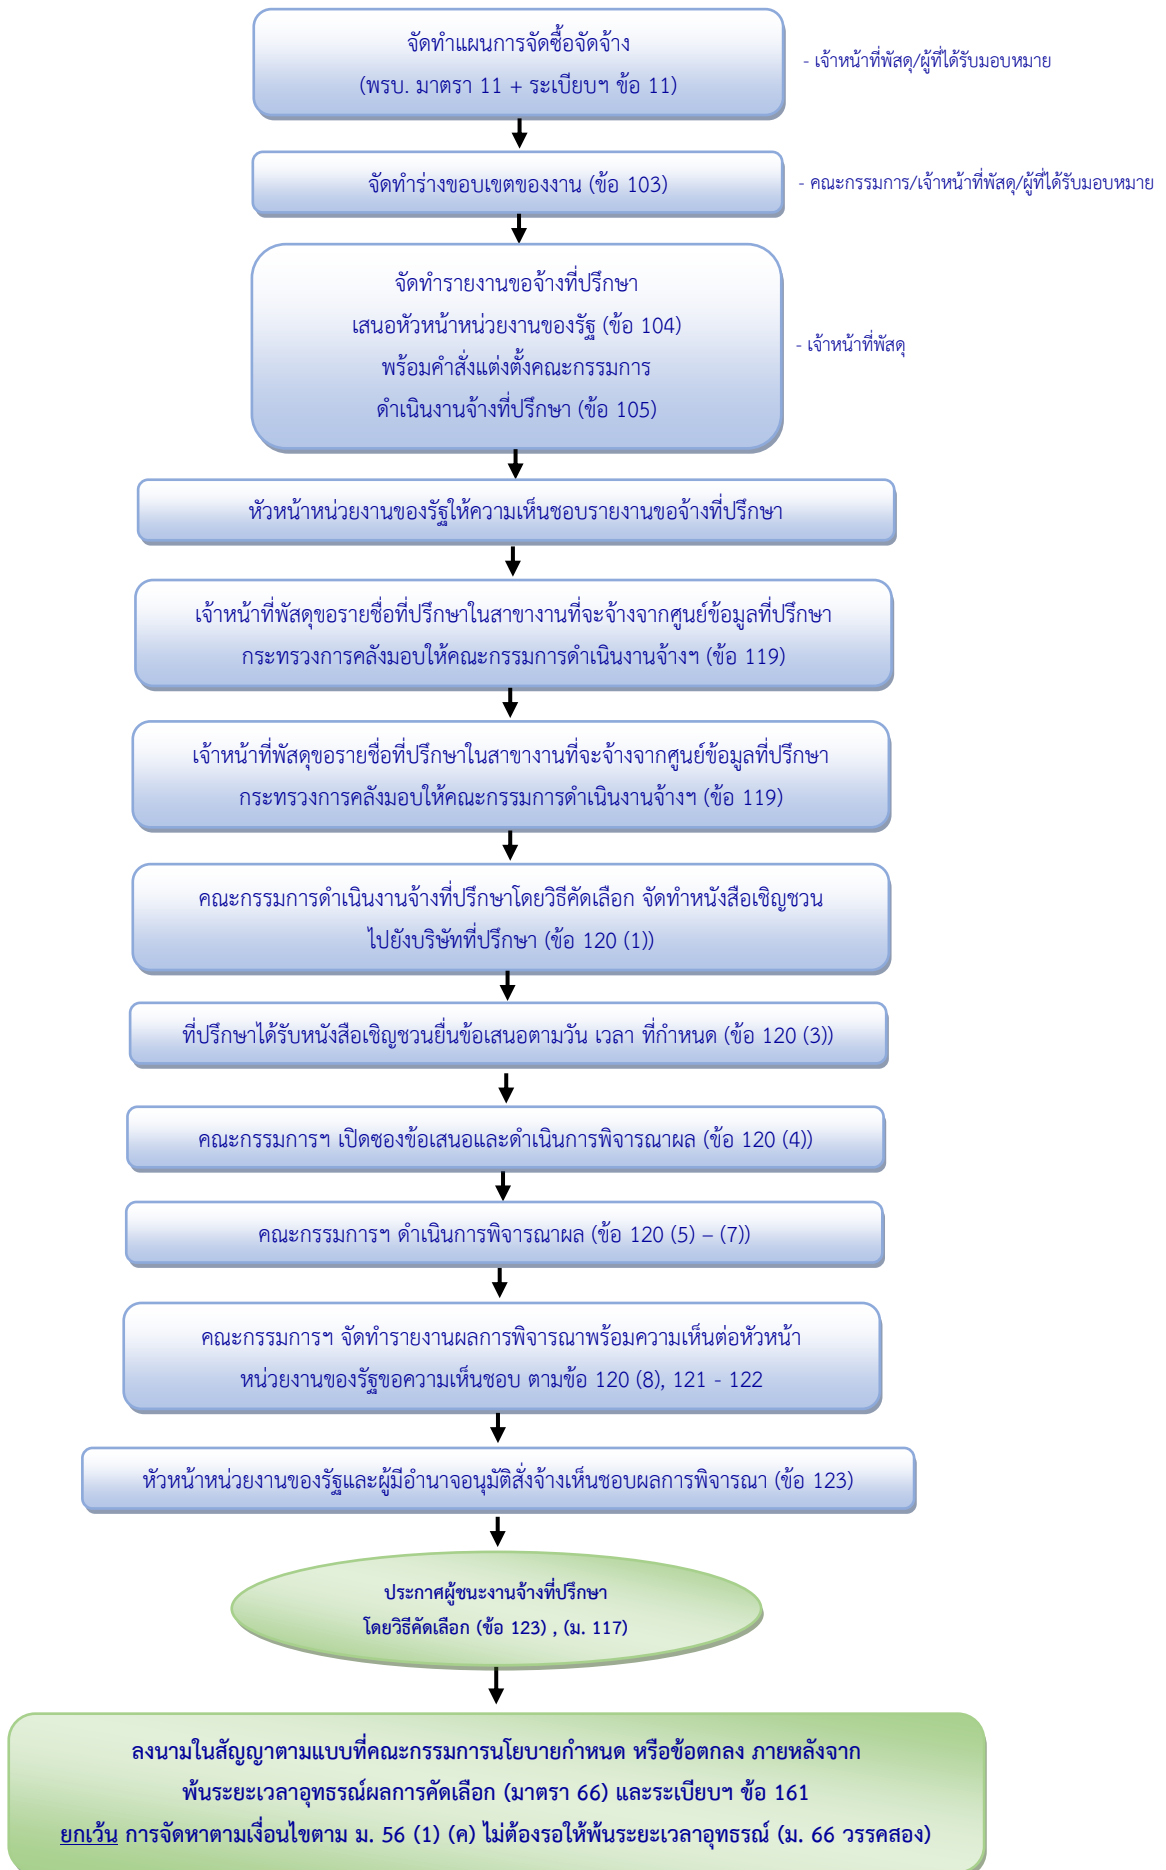 จัดทำแผนการจัดซื้อจัดจ้าง
(พรบ. มาตรา 11 + ระเบียบฯ ข้อ 11)
- เจ้าหน้าที่พัสดุ/ผู้ที่ได้รับมอบหมาย
จัดทำร่างขอบเขตของงาน (ข้อ 103)
- คณะกรรมการ/เจ้าหน้าที่พัสดุ/ผู้ที่ได้รับมอบหมาย
จัดทำรายงานขอจ้างที่ปรึกษา
เสนอหัวหน้าหน่วยงานของรัฐ (ข้อ 104)
พร้อมคำสั่งแต่งตั้งคณะกรรมการ
ดำเนินงานจ้างที่ปรึกษา (ข้อ 105)
- เจ้าหน้าที่พัสดุ
หัวหน้าหน่วยงานของรัฐให้ความเห็นชอบรายงานขอจ้างที่ปรึกษา
เจ้าหน้าที่พัสดุขอรายชื่อที่ปรึกษาในสาขางานที่จะจ้างจากศูนย์ข้อมูลที่ปรึกษา
กระทรวงการคลังมอบให้คณะกรรมการดำเนินงานจ้างฯ (ข้อ 119)
เจ้าหน้าที่พัสดุขอรายชื่อที่ปรึกษาในสาขางานที่จะจ้างจากศูนย์ข้อมูลที่ปรึกษา
กระทรวงการคลังมอบให้คณะกรรมการดำเนินงานจ้างฯ (ข้อ 119)
คณะกรรมการดำเนินงานจ้างที่ปรึกษาโดยวิธีคัดเลือก จัดทำหนังสือเชิญชวน
ไปยังบริษัทที่ปรึกษา (ข้อ 120 (1))
ที่ปรึกษาได้รับหนังสือเชิญชวนยื่นข้อเสนอตามวัน เวลา ที่กำหนด (ข้อ 120 (3))
คณะกรรมการฯ เปิดซองข้อเสนอและดำเนินการพิจารณาผล (ข้อ 120 (4))
คณะกรรมการฯ ดำเนินการพิจารณาผล (ข้อ 120 (5) – (7))
คณะกรรมการฯ จัดทำรายงานผลการพิจารณาพร้อมความเห็นต่อหัวหน้า
หน่วยงานของรัฐขอความเห็นชอบ ตามข้อ 120 (8), 121 - 122
หัวหน้าหน่วยงานของรัฐและผู้มีอำนาจอนุมัติสั่งจ้างเห็นชอบผลการพิจารณา (ข้อ 123)
ประกาศผู้ชนะงานจ้างที่ปรึกษา
โดยวิธีคัดเลือก (ข้อ 123) , (ม. 117)
ลงนามในสัญญาตามแบบที่คณะกรรมการนโยบายกำหนด หรือข้อตกลง ภายหลังจาก
พ้นระยะเวลาอุทธรณ์ผลการคัดเลือก (มาตรา 66) และระเบียบฯ ข้อ 161
ยกเว้น การจัดหาตามเงื่อนไขตาม ม. 56 (1) (ค) ไม่ต้องรอให้พ้นระยะเวลาอุทธรณ์ (ม. 66 วรรคสอง)